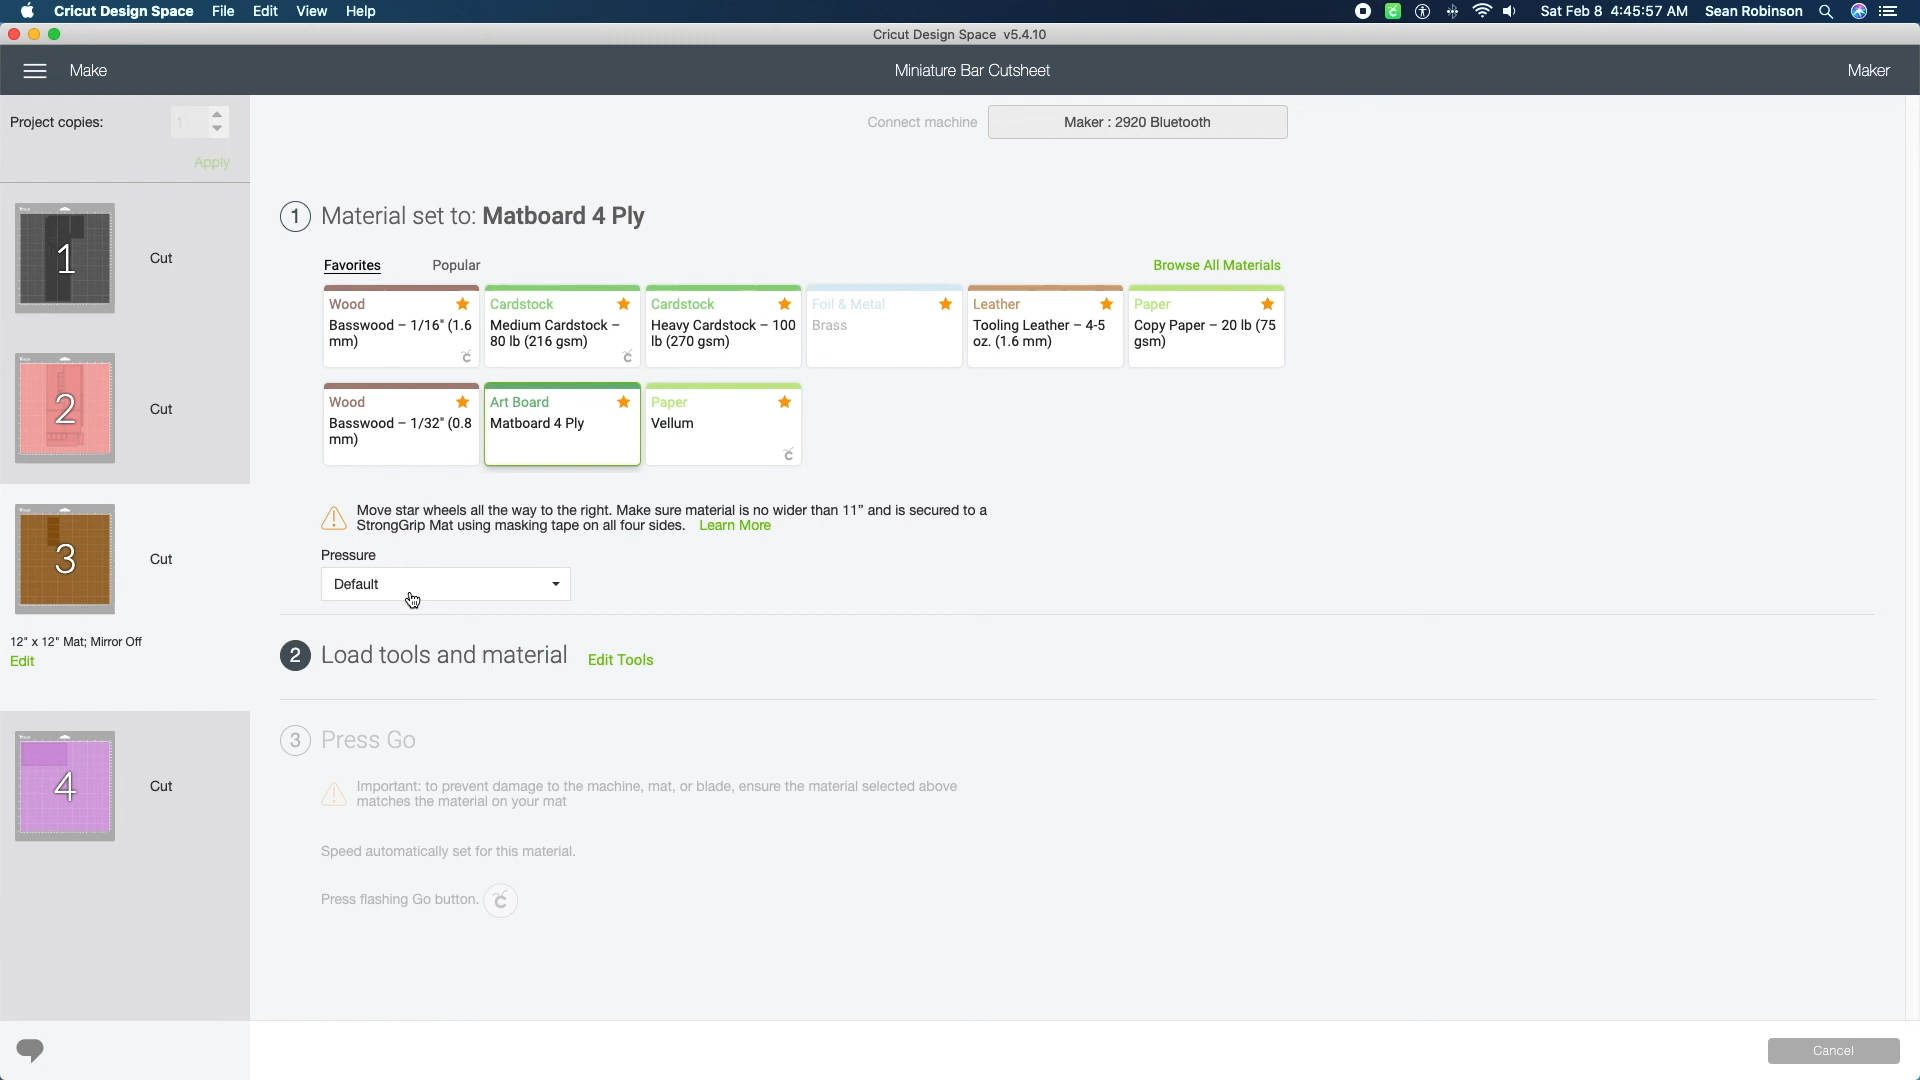 Cricut Design Space File Edit View Help
Sat Feb 8 4:45:57 AM Sean Robinson
Cricut Design Space v5.4.10
Make
Miniature Bar Cutsheet
Maker
Project copies: 1
Apply
Connect machine
Maker : 2920 Bluetooth
1
Cut
2
Cut
3
Cut
12" x 12" Mat; Mirror Off
Edit
4
Cut
1 Material set to: Matboard 4 Ply
Favorites
Popular
Browse All Materials
Wood
Basswood – 1/16" (1.6
mm)
Cardstock
Medium Cardstock –
80 lb (216 gsm)
Cardstock
Heavy Cardstock – 100
lb (270 gsm)
Foil & Metal
Brass
Leather
Tooling Leather – 4-5
oz. (1.6 mm)
Paper
Copy Paper – 20 lb (75
gsm)
Wood
Basswood – 1/32" (0.8
mm)
Art Board
Matboard 4 Ply
Paper
Vellum
Move star wheels all the way to the right. Make sure material is no wider than 11” and is secured to a
StrongGrip Mat using masking tape on all four sides. Learn More
Pressure
Default
2 Load tools and material Edit Tools
3 Press Go
Important: to prevent damage to the machine, mat, or blade, ensure the material selected above
matches the material on your mat
Speed automatically set for this material.
Press flashing Go button.
Cancel